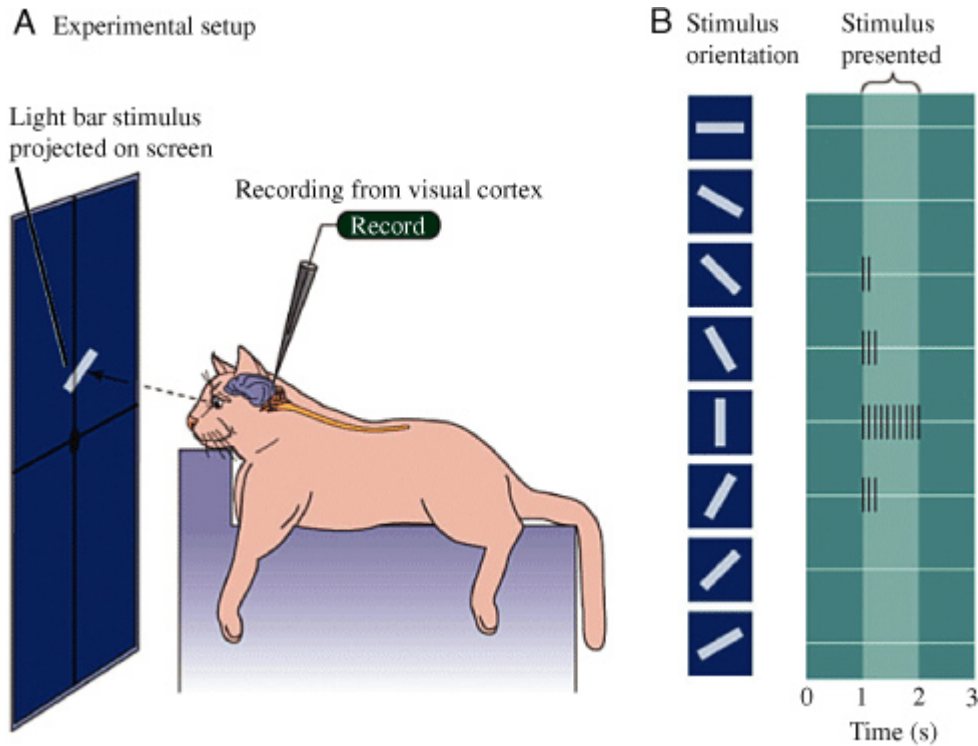 A Experimental setup
Light bar stimulus
projected on screen
Recording from visual cortex
Record
B Stimulus
orientation
Stimulus
presented
0 1 2 3
Time (s)